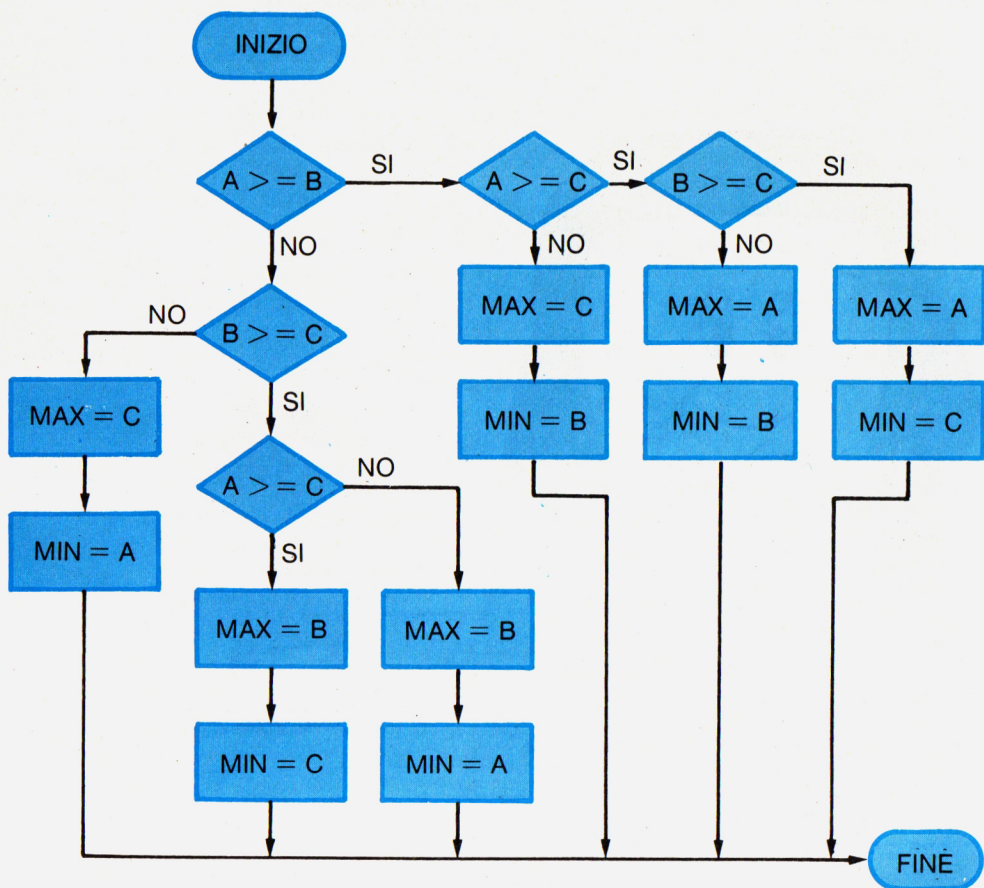 INIZIO
A >= B
SI
A >= C
SI
B >= C
SI
NO
NO
NO
MAX = C
MAX = A
MAX = A
NO
B >= C
MIN = B
MIN = B
MIN = C
MAX = C
SI
A >= C
NO
MIN = A
SI
MAX = B
MAX = B
MIN = C
MIN = A
FINE